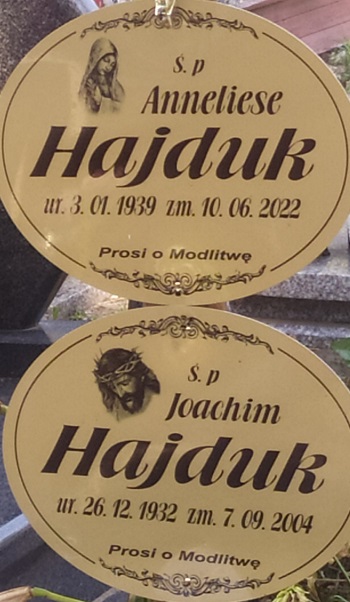 Ś. p
Anneliese
Hajduk
ur. 3. 01. 1939 zm. 10. 06. 2022
Prosi o Modlitwę
Ś. p
Joachim
Hajduk
ur. 26. 12. 1932 zm. 7. 09. 2004
Prosi o Modlitwę